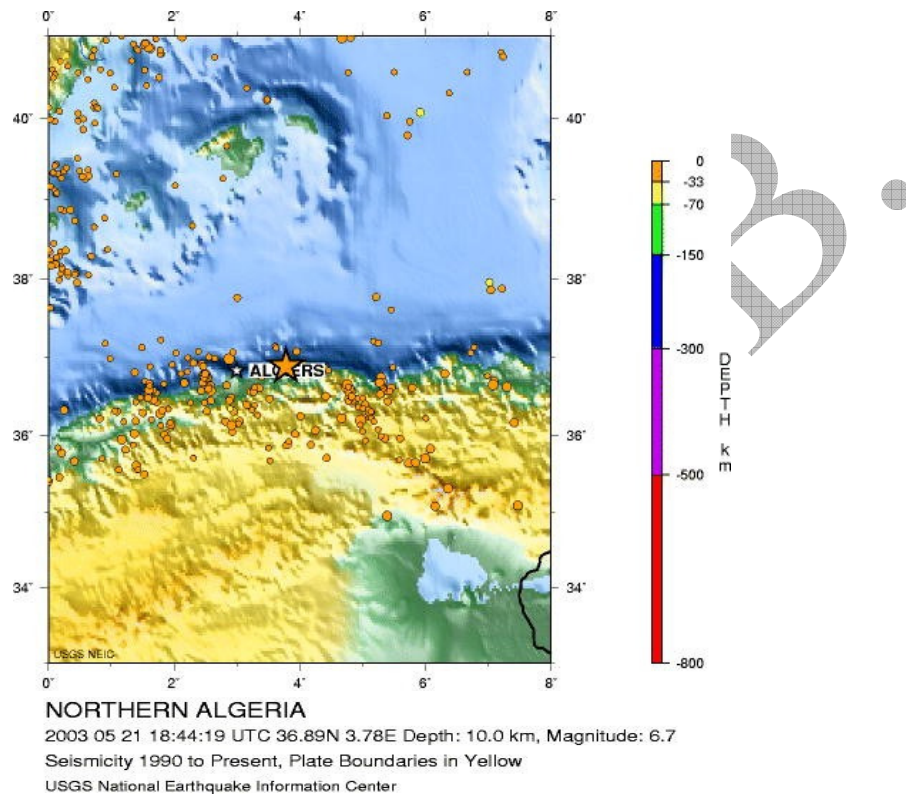 0° 2° 4° 6° 8°
40° 40°
38° 38°
36° 36°
34° 34°
0° 2° 4° 6° 8°
ALGIERS
USGS NEIC
0
-33
-70
-150
-300
-500
-800
DEPTH km
NORTHERN ALGERIA
2003 05 21 18:44:19 UTC 36.89N 3.78E Depth: 10.0 km, Magnitude: 6.7
Seismicity 1990 to Present, Plate Boundaries in Yellow
USGS National Earthquake Information Center